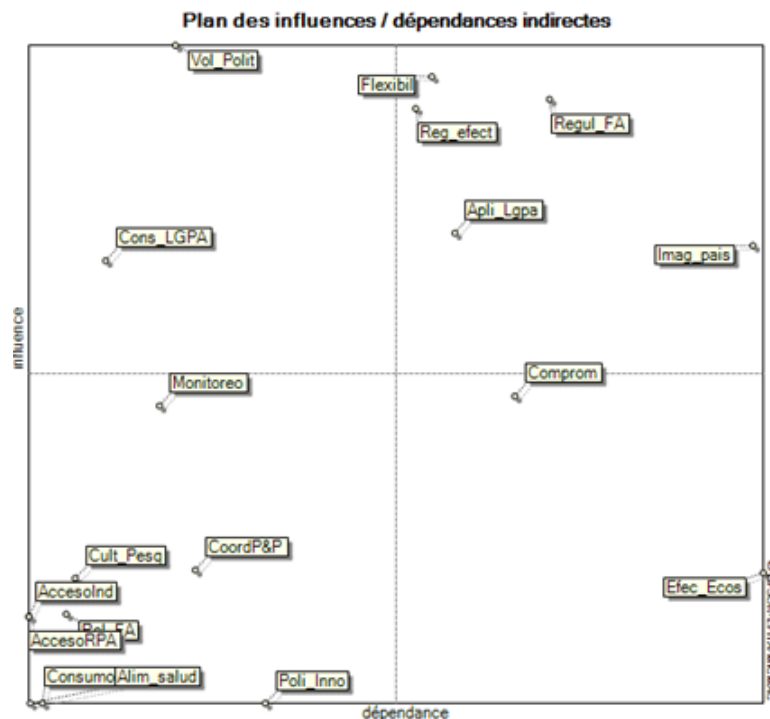 Plan des influences / dépendances indirectes
Vol_Polit
Flexibil
Reg_efect
Regul_FA
Apli_Lgpa
Cons_LGPA
Imag_pais
influence
Monitoreo
Comprom
Cult_Pesq
CoordP&P
AccesoInd
Efec_Ecos
AccesoRPA
Consumo
Alim_salud
Poli_Inno
dépendance